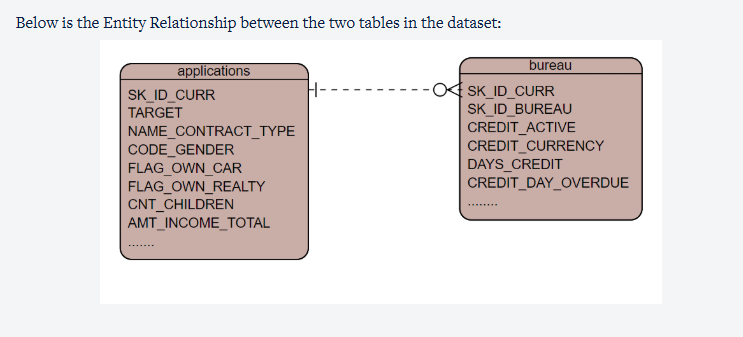 Below is the Entity Relationship between the two tables in the dataset:
applications
SK_ID_CURR
TARGET
NAME_CONTRACT_TYPE
CODE_GENDER
FLAG_OWN_CAR
FLAG_OWN_REALTY
CNT_CHILDREN
AMT_INCOME_TOTAL
.......
bureau
SK_ID_CURR
SK_ID_BUREAU
CREDIT_ACTIVE
CREDIT_CURRENCY
DAYS_CREDIT
CREDIT_DAY_OVERDUE
........